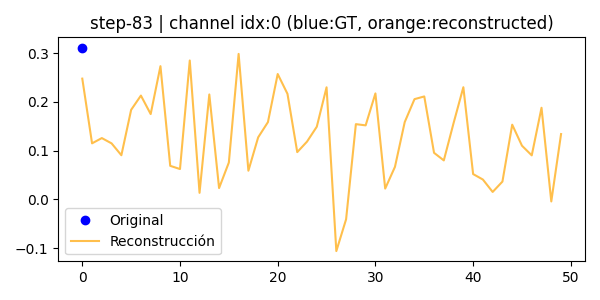 step-83 | channel idx:0 (blue:GT, orange:reconstructed)
0.3
0.2
0.1
0.0
−0.1
Original
Reconstrucción
0 10 20 30 40 50